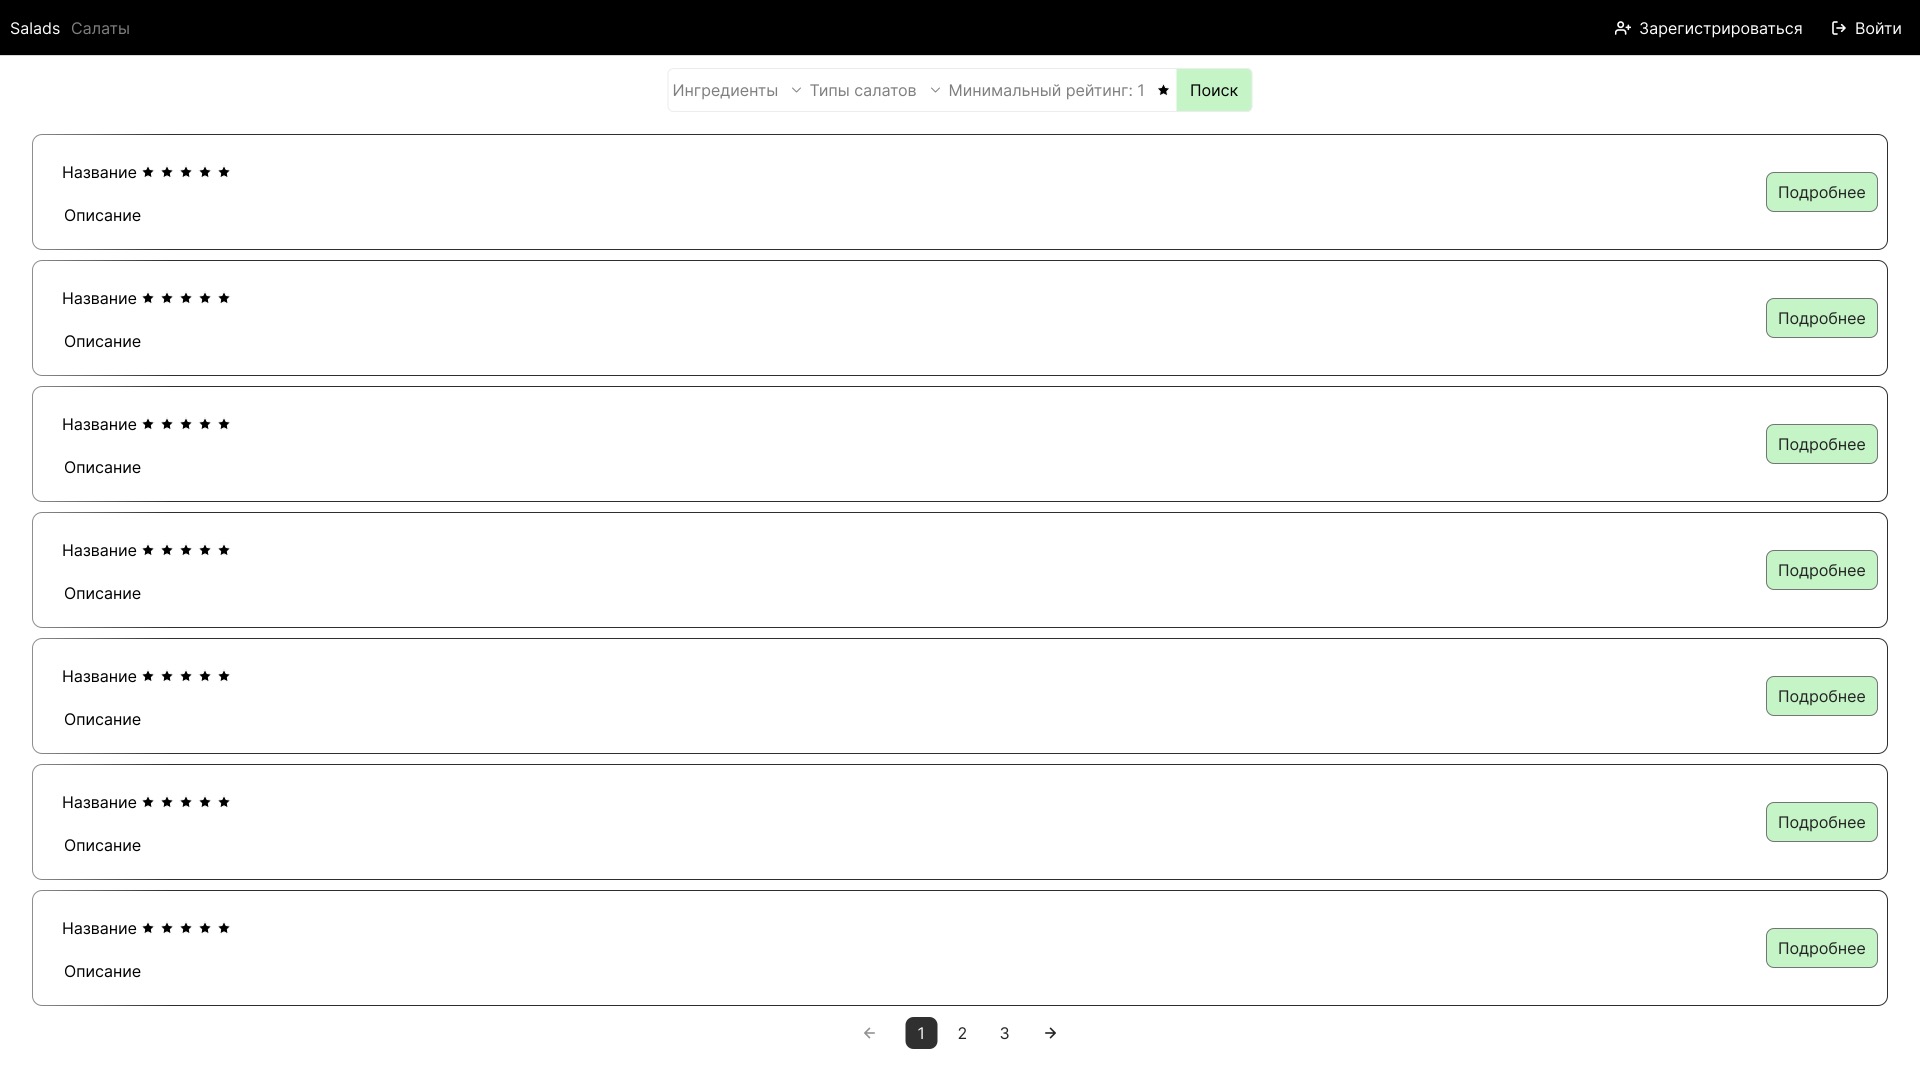 Salads Салаты Зарегистрироваться Войти
Ингредиенты Типы салатов Минимальный рейтинг: 1 ★ Поиск
Название ★ ★ ★ ★ ★
Подробнее
Описание
Название ★ ★ ★ ★ ★
Подробнее
Описание
Название ★ ★ ★ ★ ★
Подробнее
Описание
Название ★ ★ ★ ★ ★
Подробнее
Описание
Название ★ ★ ★ ★ ★
Подробнее
Описание
Название ★ ★ ★ ★ ★
Подробнее
Описание
Название ★ ★ ★ ★ ★
Подробнее
Описание
← 1 2 3 →